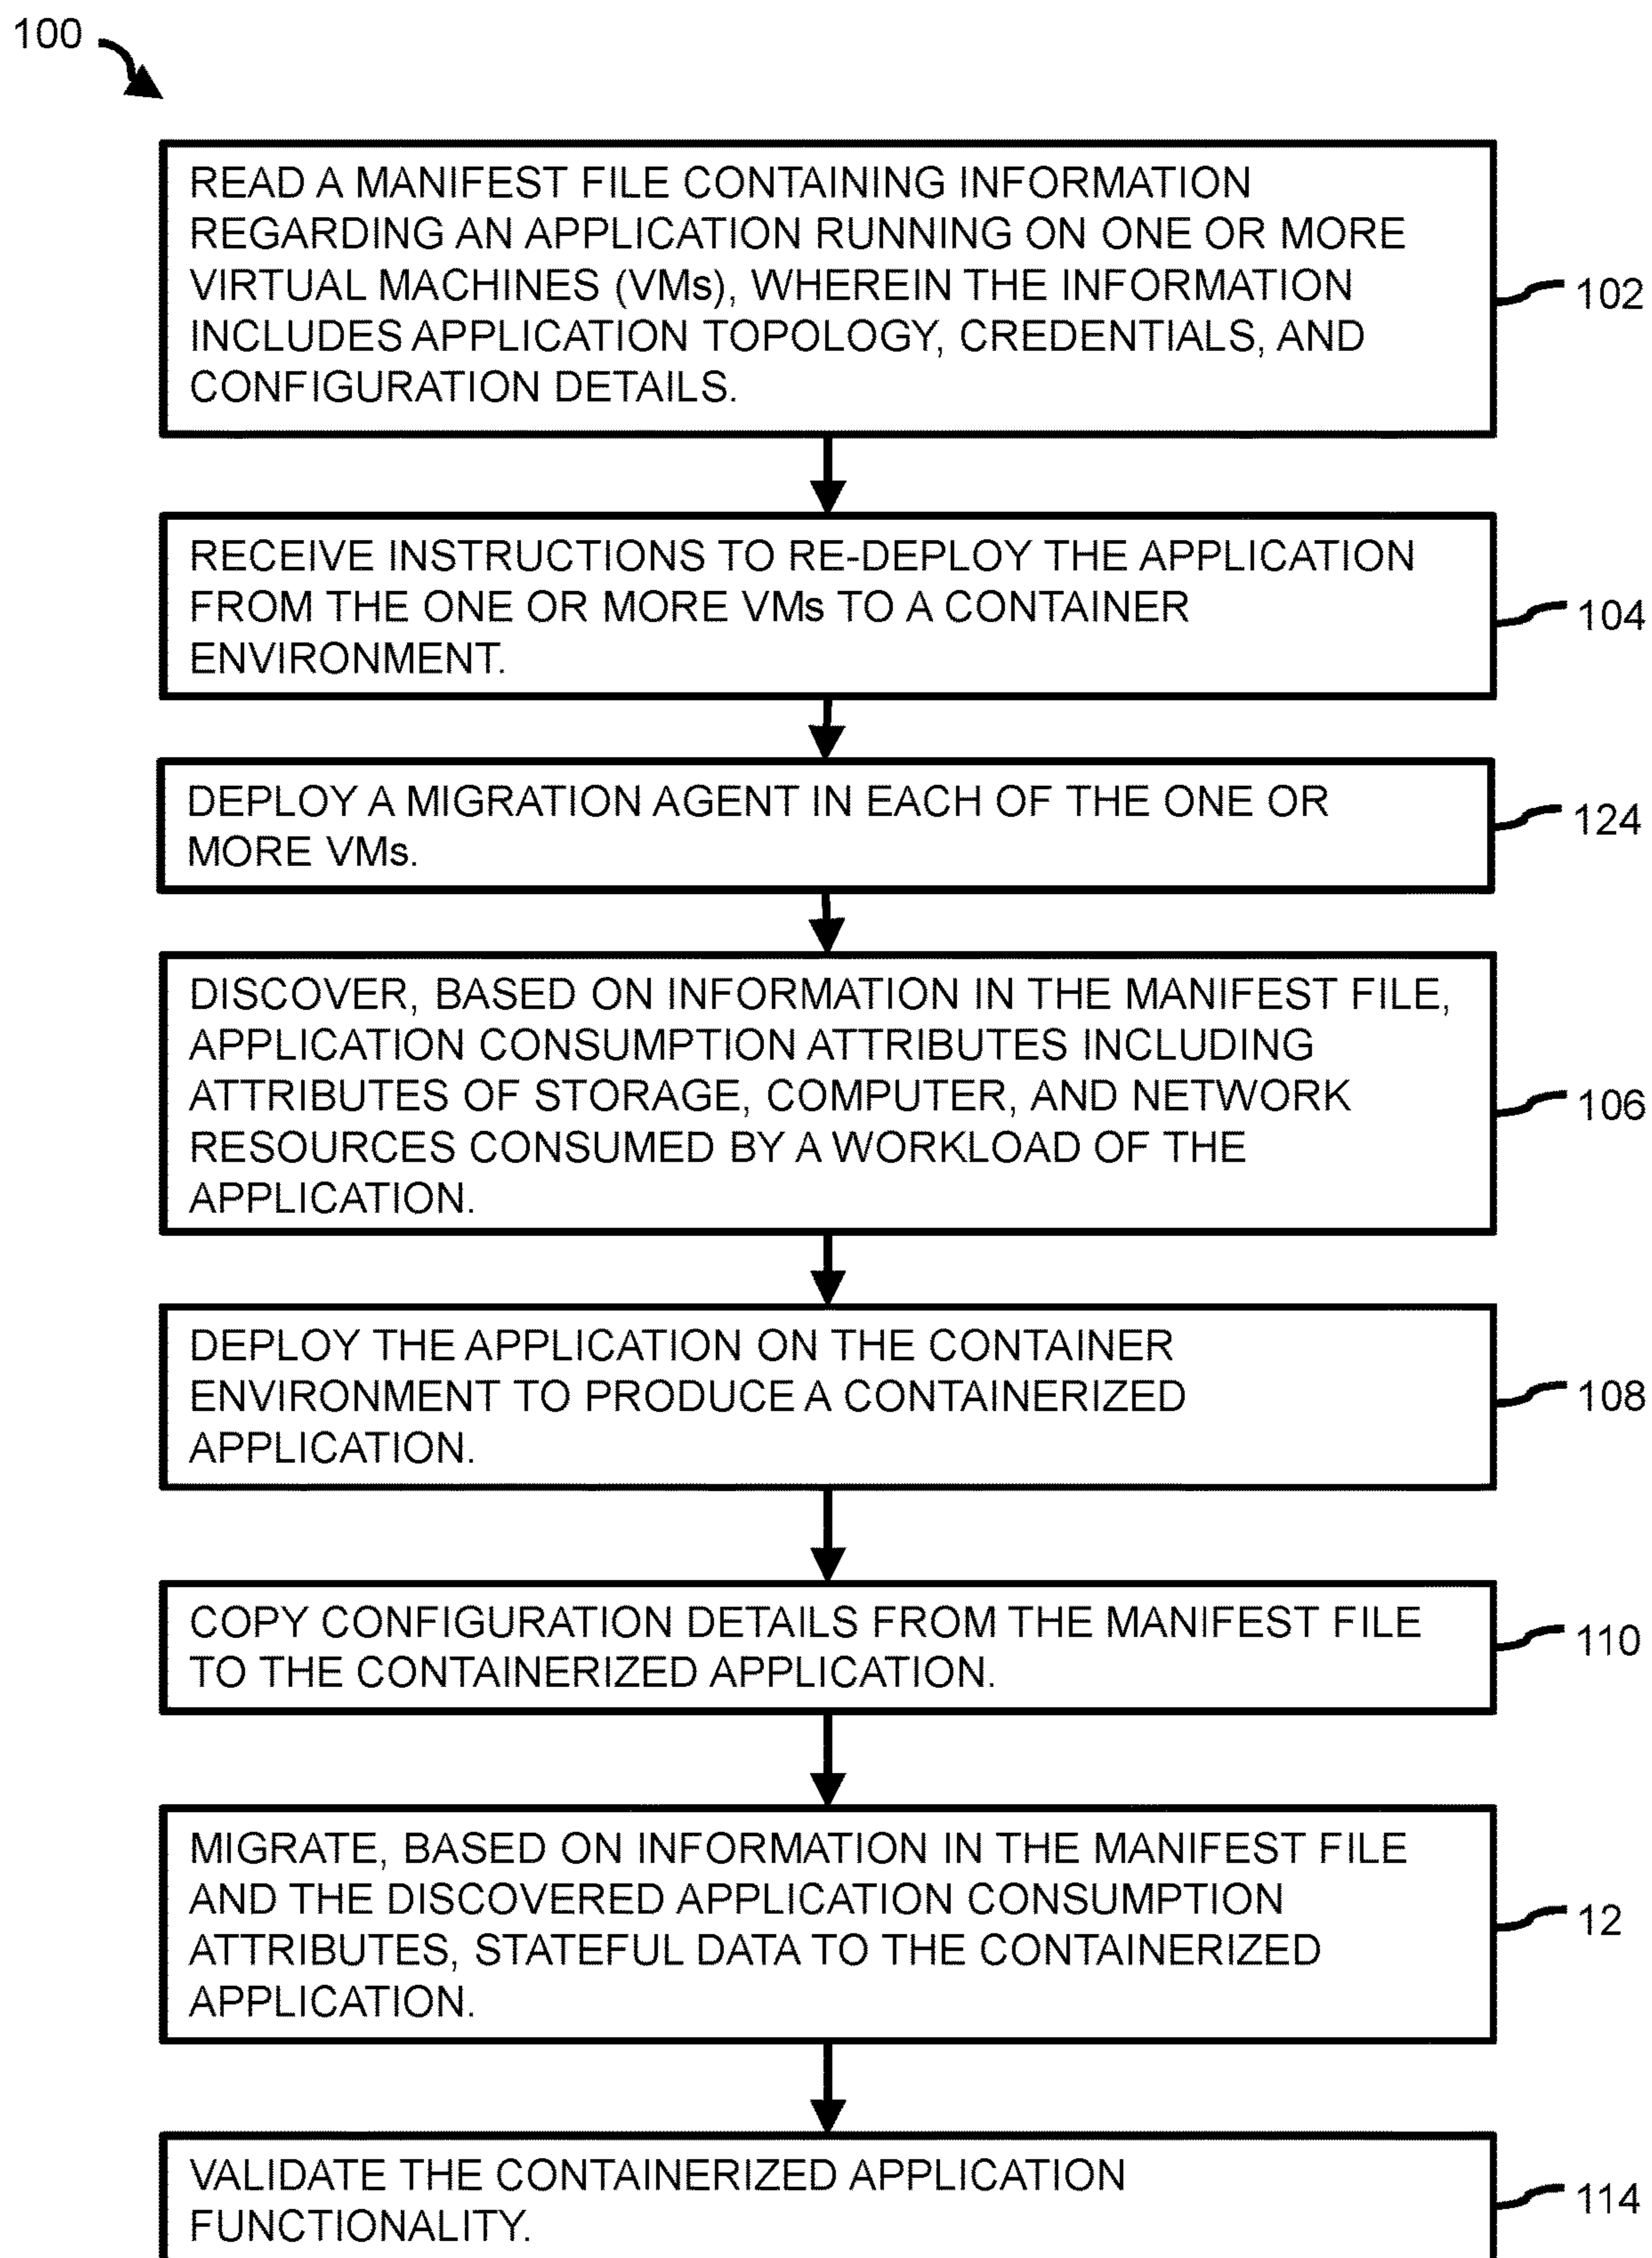 100
READ A MANIFEST FILE CONTAINING INFORMATION
REGARDING AN APPLICATION RUNNING ON ONE OR MORE
VIRTUAL MACHINES (VMs), WHEREIN THE INFORMATION
INCLUDES APPLICATION TOPOLOGY, CREDENTIALS, AND
CONFIGURATION DETAILS.
102
RECEIVE INSTRUCTIONS TO RE-DEPLOY THE APPLICATION
FROM THE ONE OR MORE VMs TO A CONTAINER
ENVIRONMENT.
104
DEPLOY A MIGRATION AGENT IN EACH OF THE ONE OR
MORE VMs.
124
DISCOVER, BASED ON INFORMATION IN THE MANIFEST FILE,
APPLICATION CONSUMPTION ATTRIBUTES INCLUDING
ATTRIBUTES OF STORAGE, COMPUTER, AND NETWORK
RESOURCES CONSUMED BY A WORKLOAD OF THE
APPLICATION.
106
DEPLOY THE APPLICATION ON THE CONTAINER
ENVIRONMENT TO PRODUCE A CONTAINERIZED
APPLICATION.
108
COPY CONFIGURATION DETAILS FROM THE MANIFEST FILE
TO THE CONTAINERIZED APPLICATION.
110
MIGRATE, BASED ON INFORMATION IN THE MANIFEST FILE
AND THE DISCOVERED APPLICATION CONSUMPTION
ATTRIBUTES, STATEFUL DATA TO THE CONTAINERIZED
APPLICATION.
12
VALIDATE THE CONTAINERIZED APPLICATION
FUNCTIONALITY.
114